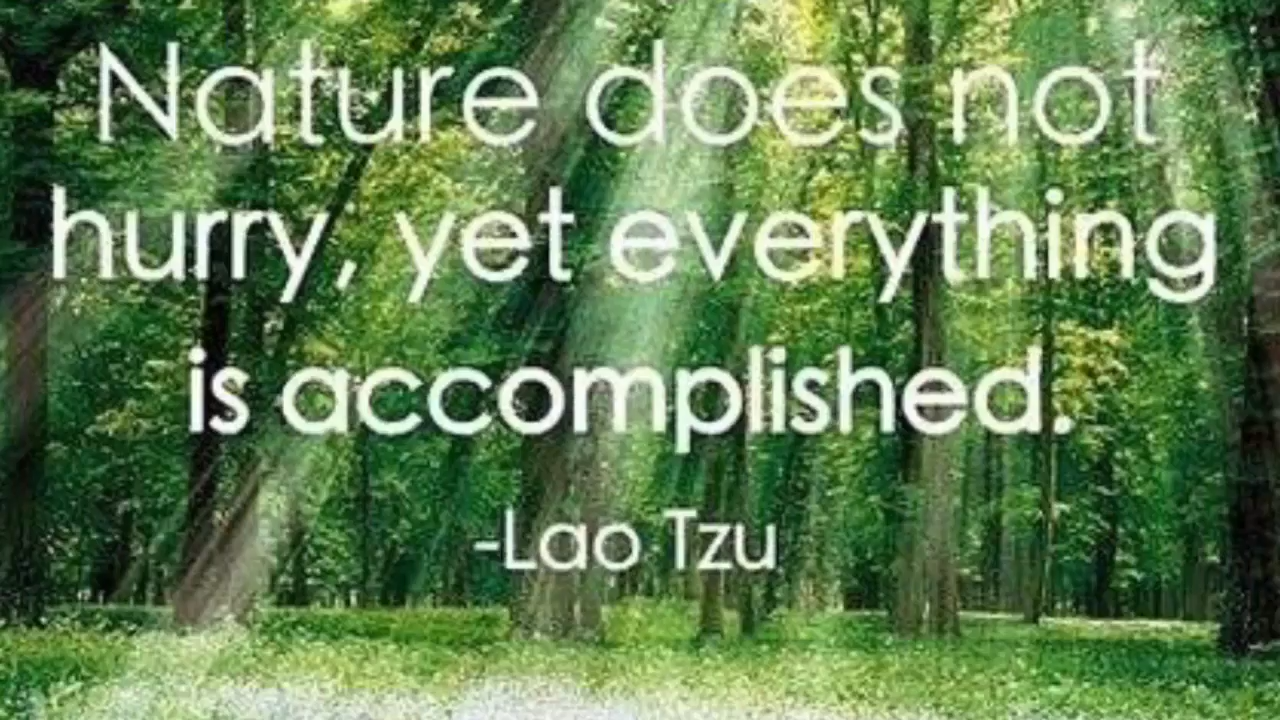 Nature does not
hurry, yet everything
is accomplished.
-Lao Tzu